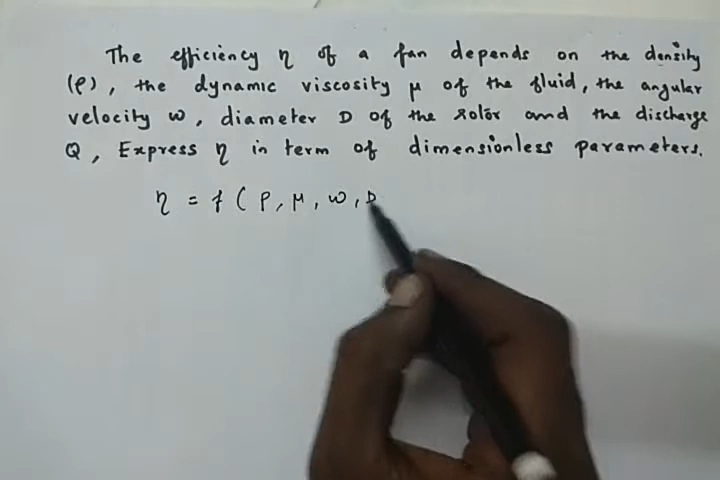 The efficiency η of a fan depends on the density
(ρ), the dynamic viscosity μ of the fluid, the angular
velocity ω, diameter D of the rotor and the discharge
Q, Express η in term of dimensionless parameters.
η = f ( ρ, μ, ω, D